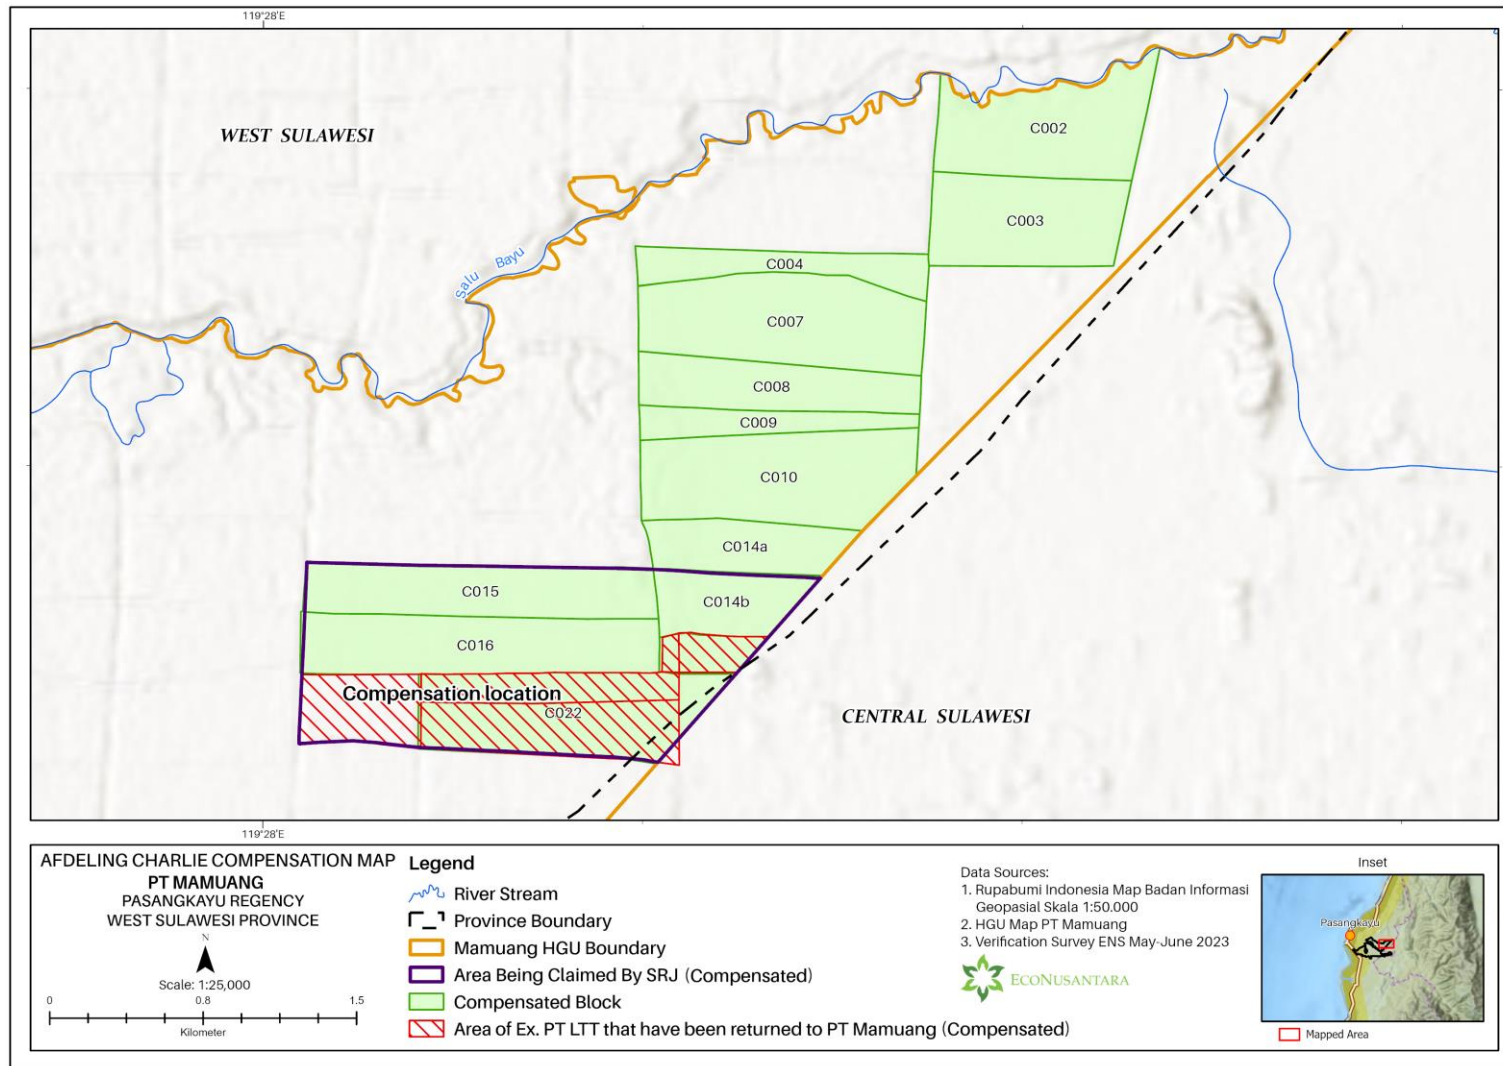 119°28'E
WEST SULAWESI
C002
C003
Salu Bayu
C004
C007
C008
C009
C010
C014a
C015
C014b
C016
Compensation location
C022
CENTRAL SULAWESI
119°28'E
AFDELING CHARLIE COMPENSATION MAP
PT MAMUANG
PASANGKAYU REGENCY
WEST SULAWESI PROVINCE
N
Scale: 1:25,000
0 0.8 1.5
Kilometer
Legend
River Stream
Province Boundary
Mamuang HGU Boundary
Area Being Claimed By SRJ (Compensated)
Compensated Block
Area of Ex. PT LTT that have been returned to PT Mamuang (Compensated)
Data Sources:
1. Rupabumi Indonesia Map Badan Informasi
Geopasial Skala 1:50.000
2. HGU Map PT Mamuang
3. Verification Survey ENS May-June 2023
ECONUSANTARA
Inset
Pasangkayu
Mapped Area